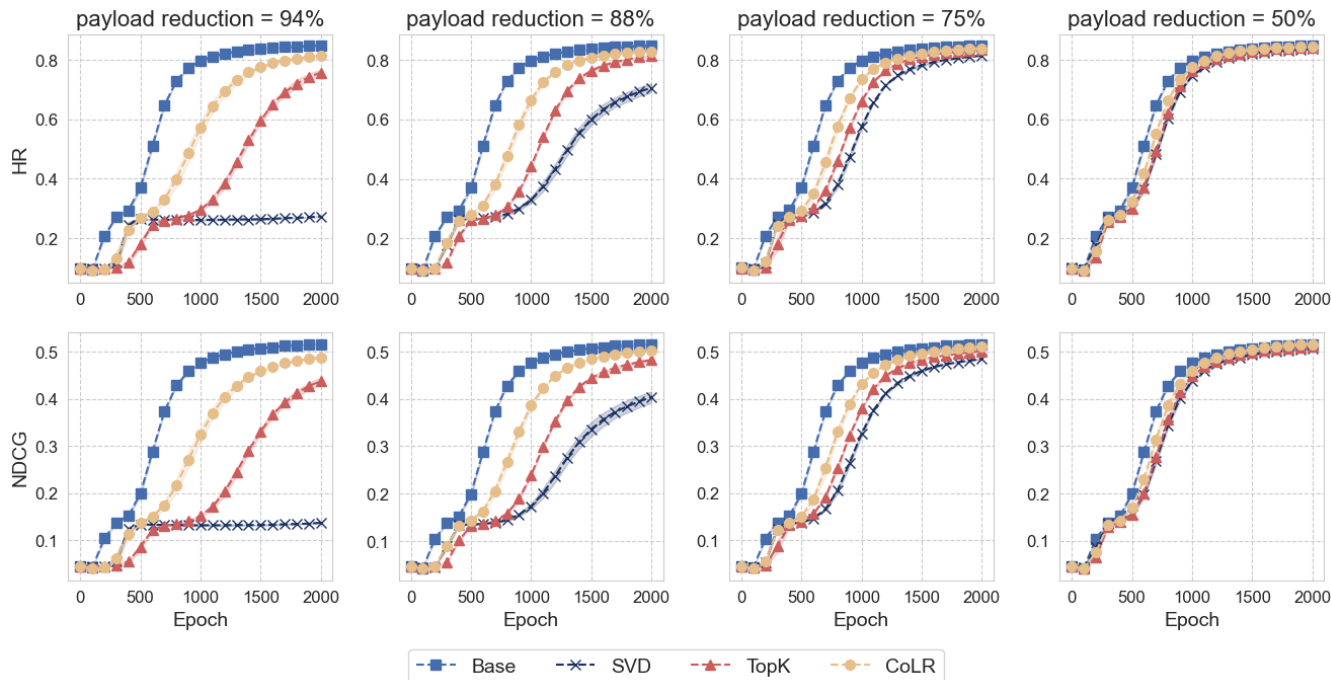 payload reduction = 94% payload reduction = 88% payload reduction = 75% payload reduction = 50%
HR
0.8 0.8 0.8 0.8
0.6 0.6 0.6 0.6
0.4 0.4 0.4 0.4
0.2 0.2 0.2 0.2
0 500 1000 1500 2000 0 500 1000 1500 2000 0 500 1000 1500 2000 0 500 1000 1500 2000
NDCG
0.5 0.5 0.5 0.5
0.4 0.4 0.4 0.4
0.3 0.3 0.3 0.3
0.2 0.2 0.2 0.2
0.1 0.1 0.1 0.1
0 500 1000 1500 2000 0 500 1000 1500 2000 0 500 1000 1500 2000 0 500 1000 1500 2000
Epoch Epoch Epoch Epoch
Base SVD TopK CoLR